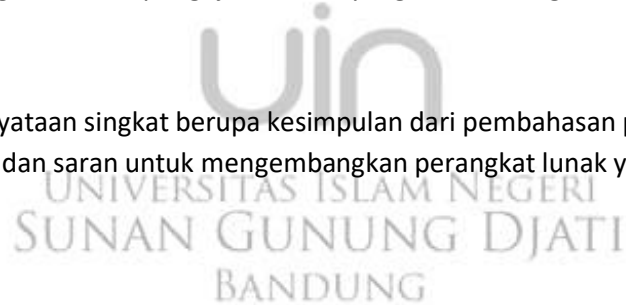 uin
yataan singkat berupa kesimpulan dari pembahasan
dan saran untuk mengembangkan perangkat lunak
UNIVERSITAS ISLAM NEGERI
SUNAN GUNUNG DJATI
BANDUNG